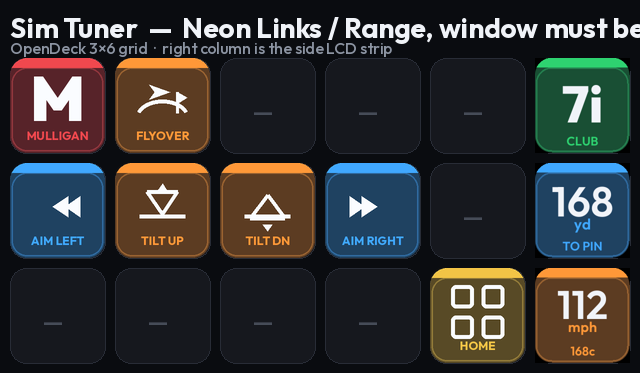 Sim Tuner — Neon Links / Range, window must be
OpenDeck 3×6 grid · right column is the side LCD strip
M
MULLIGAN
FLYOVER
—
—
—
7i
CLUB
AIM LEFT
TILT UP
TILT DN
AIM RIGHT
—
168
yd
TO PIN
—
—
—
—
HOME
112
mph
168c